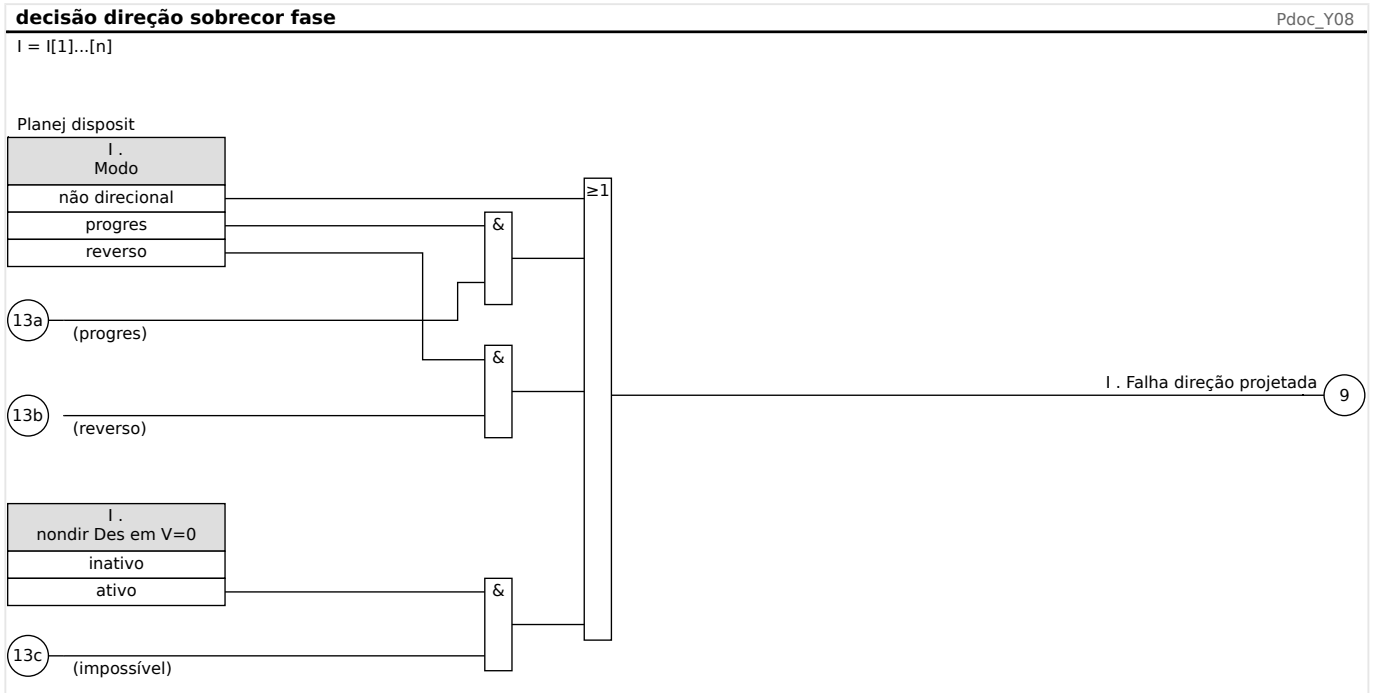 decisão direção sobrecor fase
Pdoc_Y08
I = I[1]...[n]
Planej disposit
I .
Modo
não direcional
progres
reverso
≥1
&
13a
(progres)
&
13b
(reverso)
I . Falha direção projetada
9
I .
nondir Des em V=0
inativo
ativo
&
13c
(impossível)